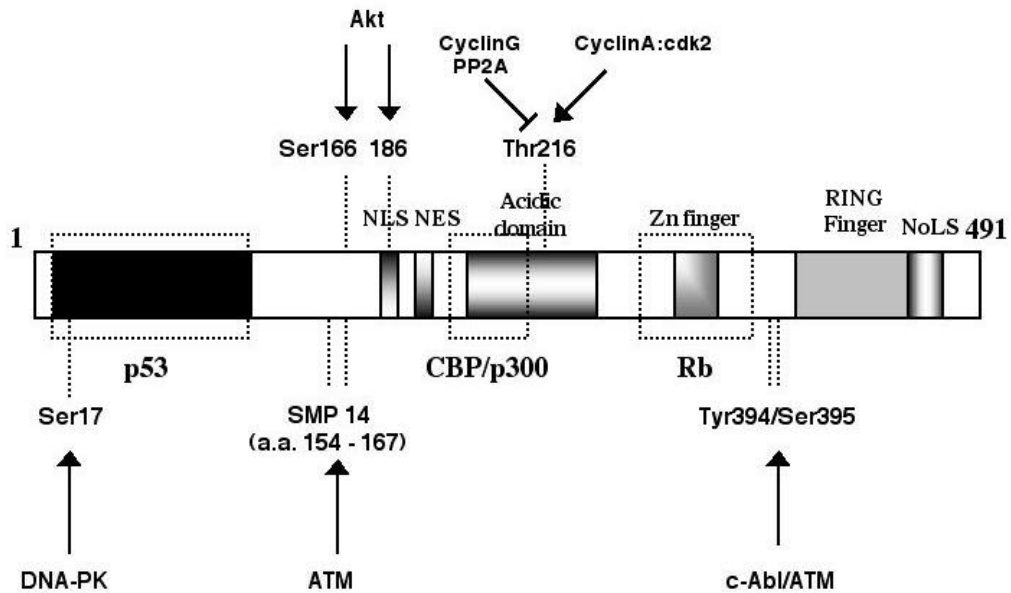 Akt
CyclinG
PP2A
CyclinA:cdk2
Ser166 186
Thr216
NLS NES
Acidic
domain
Zn finger
RING
Finger
NoLS
1
491
p53
CBP/p300
Rb
Ser17
SMP 14
(a.a. 154 - 167)
Tyr394/Ser395
DNA-PK
ATM
c-Abl/ATM